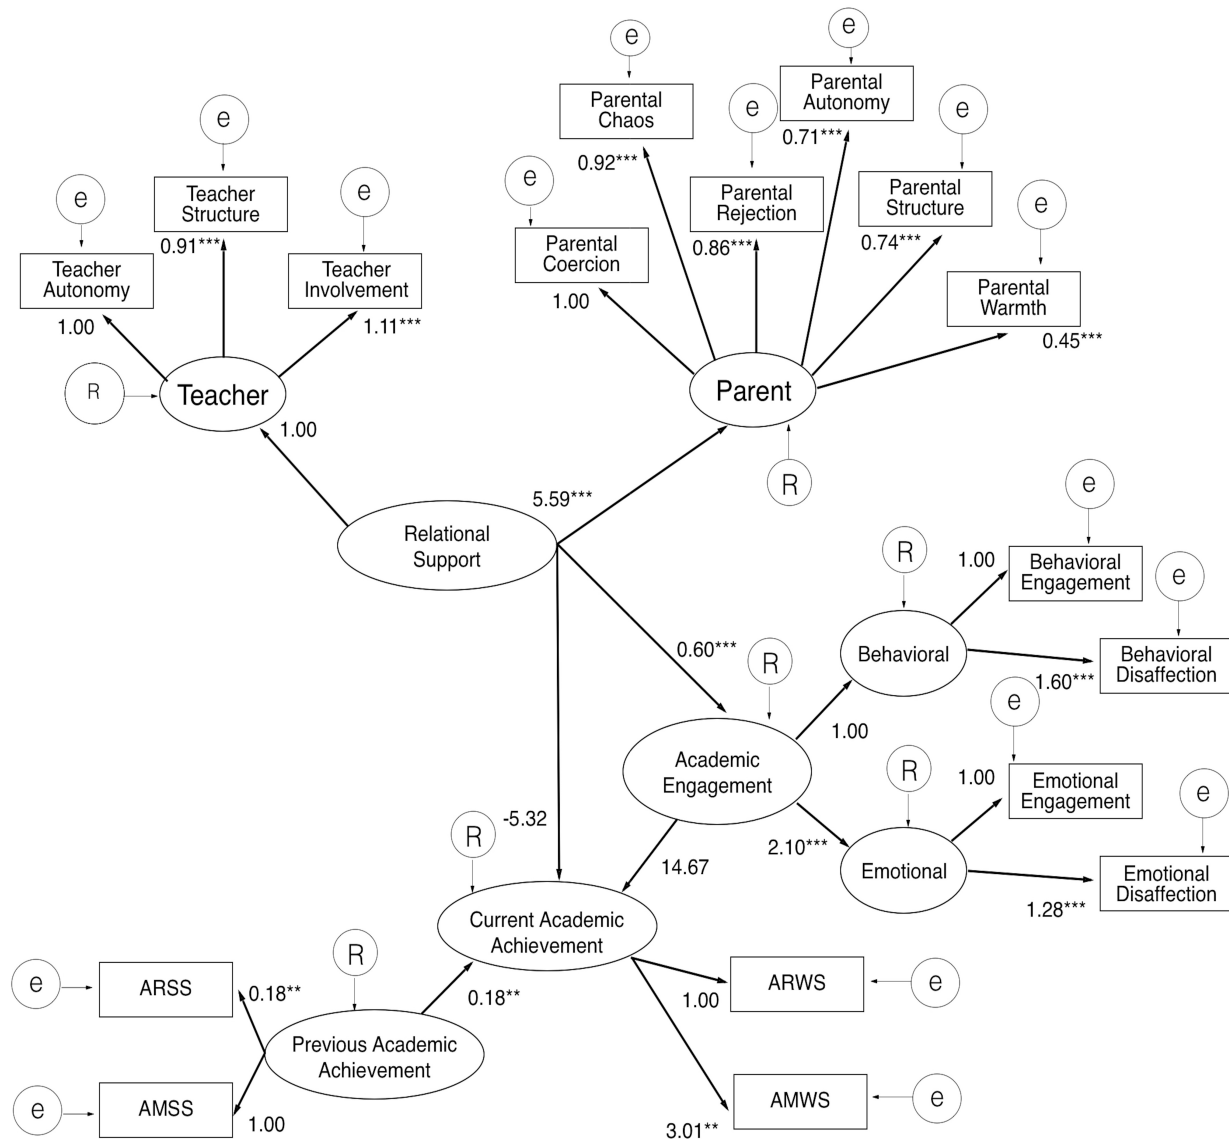 e
e
Parental
Chaos
Parental
Autonomy
e
e
e
0.71***
0.92***
Teacher
Structure
Parental
Rejection
Parental
Structure
e
e
e
e
0.91***
0.86***
0.74***
Parental
Coercion
Teacher
Autonomy
Teacher
Involvement
Parental
Warmth
1.00
1.00
1.11***
0.45***
R
Teacher
Parent
1.00
R
5.59***
e
Relational
Support
R
1.00
Behavioral
Engagement
e
0.60***
R
Behavioral
Behavioral
Disaffection
1.60***
e
1.00
Academic
Engagement
R
1.00
Emotional
Engagement
e
-5.32
R
2.10***
14.67
Emotional
Emotional
Disaffection
1.28***
Current Academic
Achievement
R
e
ARSS
0.18**
0.18**
1.00
ARWS
e
Previous Academic
Achievement
e
AMSS
1.00
AMWS
e
3.01**